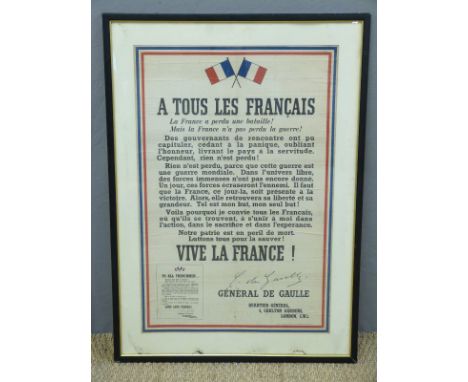 A TOUS LES FRANÇAIS
La France a perdu une bataille!
Mais la France n'a pas perdu la guerre!
Des gouvernants de rencontre ont pu
capituler, cédant à la panique, oubliant
l'honneur, livrant le pays à la servitude.
Cependant, rien n'est perdu!
Rien n'est perdu, parce que cette guerre est
une guerre mondiale. Dans l'univers libre,
des forces immenses n'ont pas encore donné.
Un jour, ces forces écraseront l'ennemi. Il faut
que la France, ce jour-là, soit présente à la
victoire. Alors, elle retrouvera sa liberté et sa
grandeur. Tel est mon but, mon seul but!
Voilà pourquoi je convie tous les Français,
où qu'ils se trouvent, à s'unir à moi dans
l'action, dans le sacrifice et dans l'espérance.
Notre patrie est en péril de mort.
Luttons tous pour la sauver!
VIVE LA FRANCE !
TO ALL FRENCHMEN
G. de Gaulle
GÉNÉRAL DE GAULLE
QUARTIER-GÉNÉRAL,
4, CARLTON GARDENS,
LONDON, S.W.1.